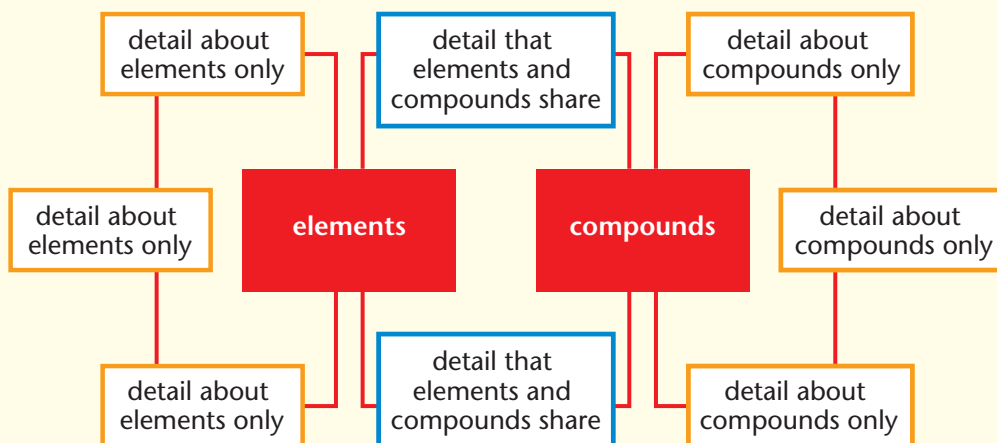 detail about
elements only
detail that
elements and
compounds share
detail about
compounds only
detail about
elements only
elements
compounds
detail about
compounds only
detail about
elements only
detail that
elements and
compounds share
detail about
compounds only